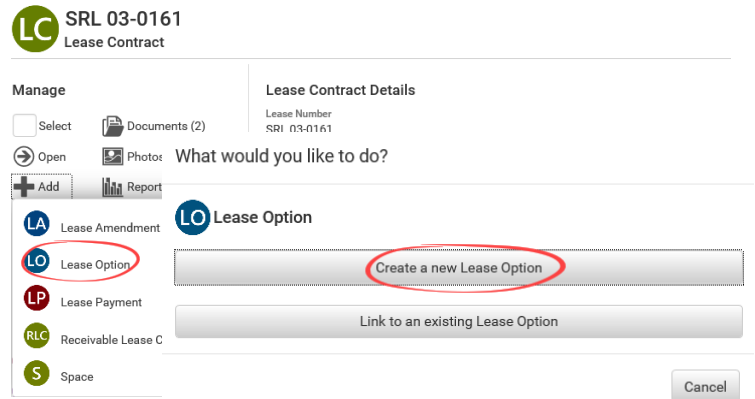 LC
SRL 03-0161
Lease Contract
Manage
Select
Documents (2)
Open
Photos
Add
Report
LA Lease Amendment
LO Lease Option
LP Lease Payment
RLC Receivable Lease C
S Space
Lease Contract Details
Lease Number
SRL 03-0161
What would you like to do?
LO Lease Option
Create a new Lease Option
Link to an existing Lease Option
Cancel